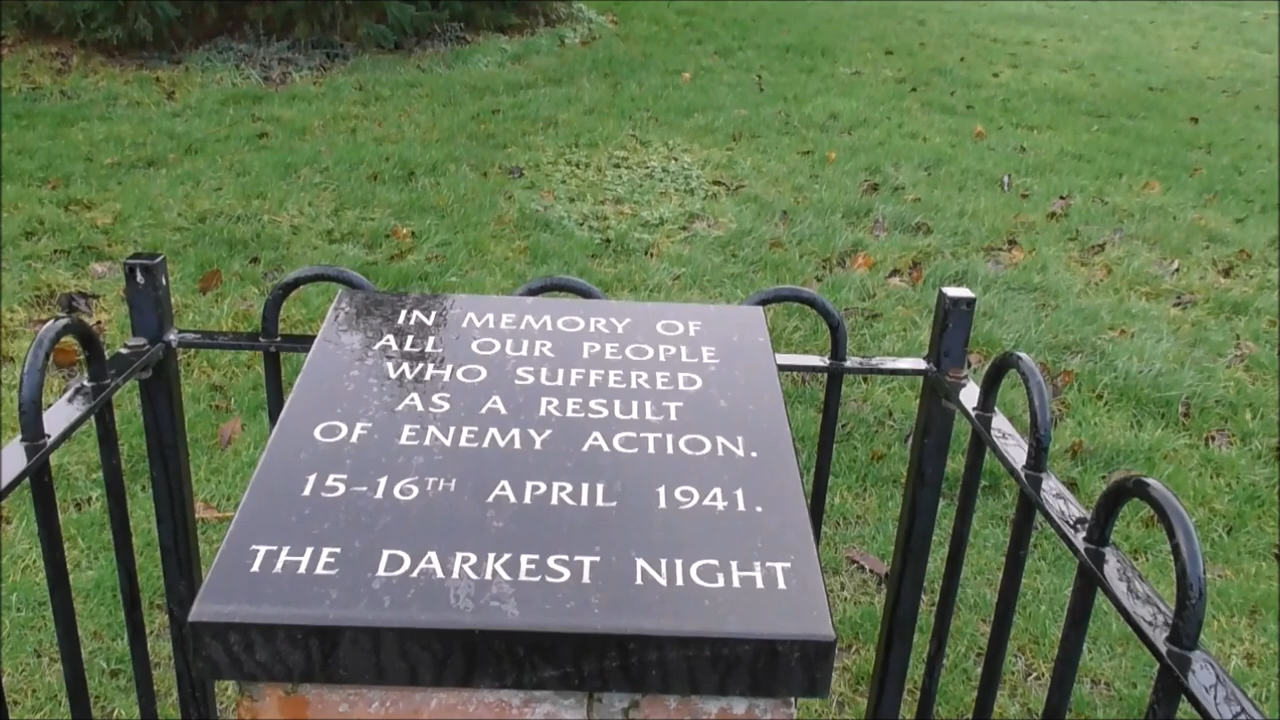 IN MEMORY OF
ALL OUR PEOPLE
WHO SUFFERED
AS A RESULT
OF ENEMY ACTION.
15-16TH APRIL 1941.
THE DARKEST NIGHT